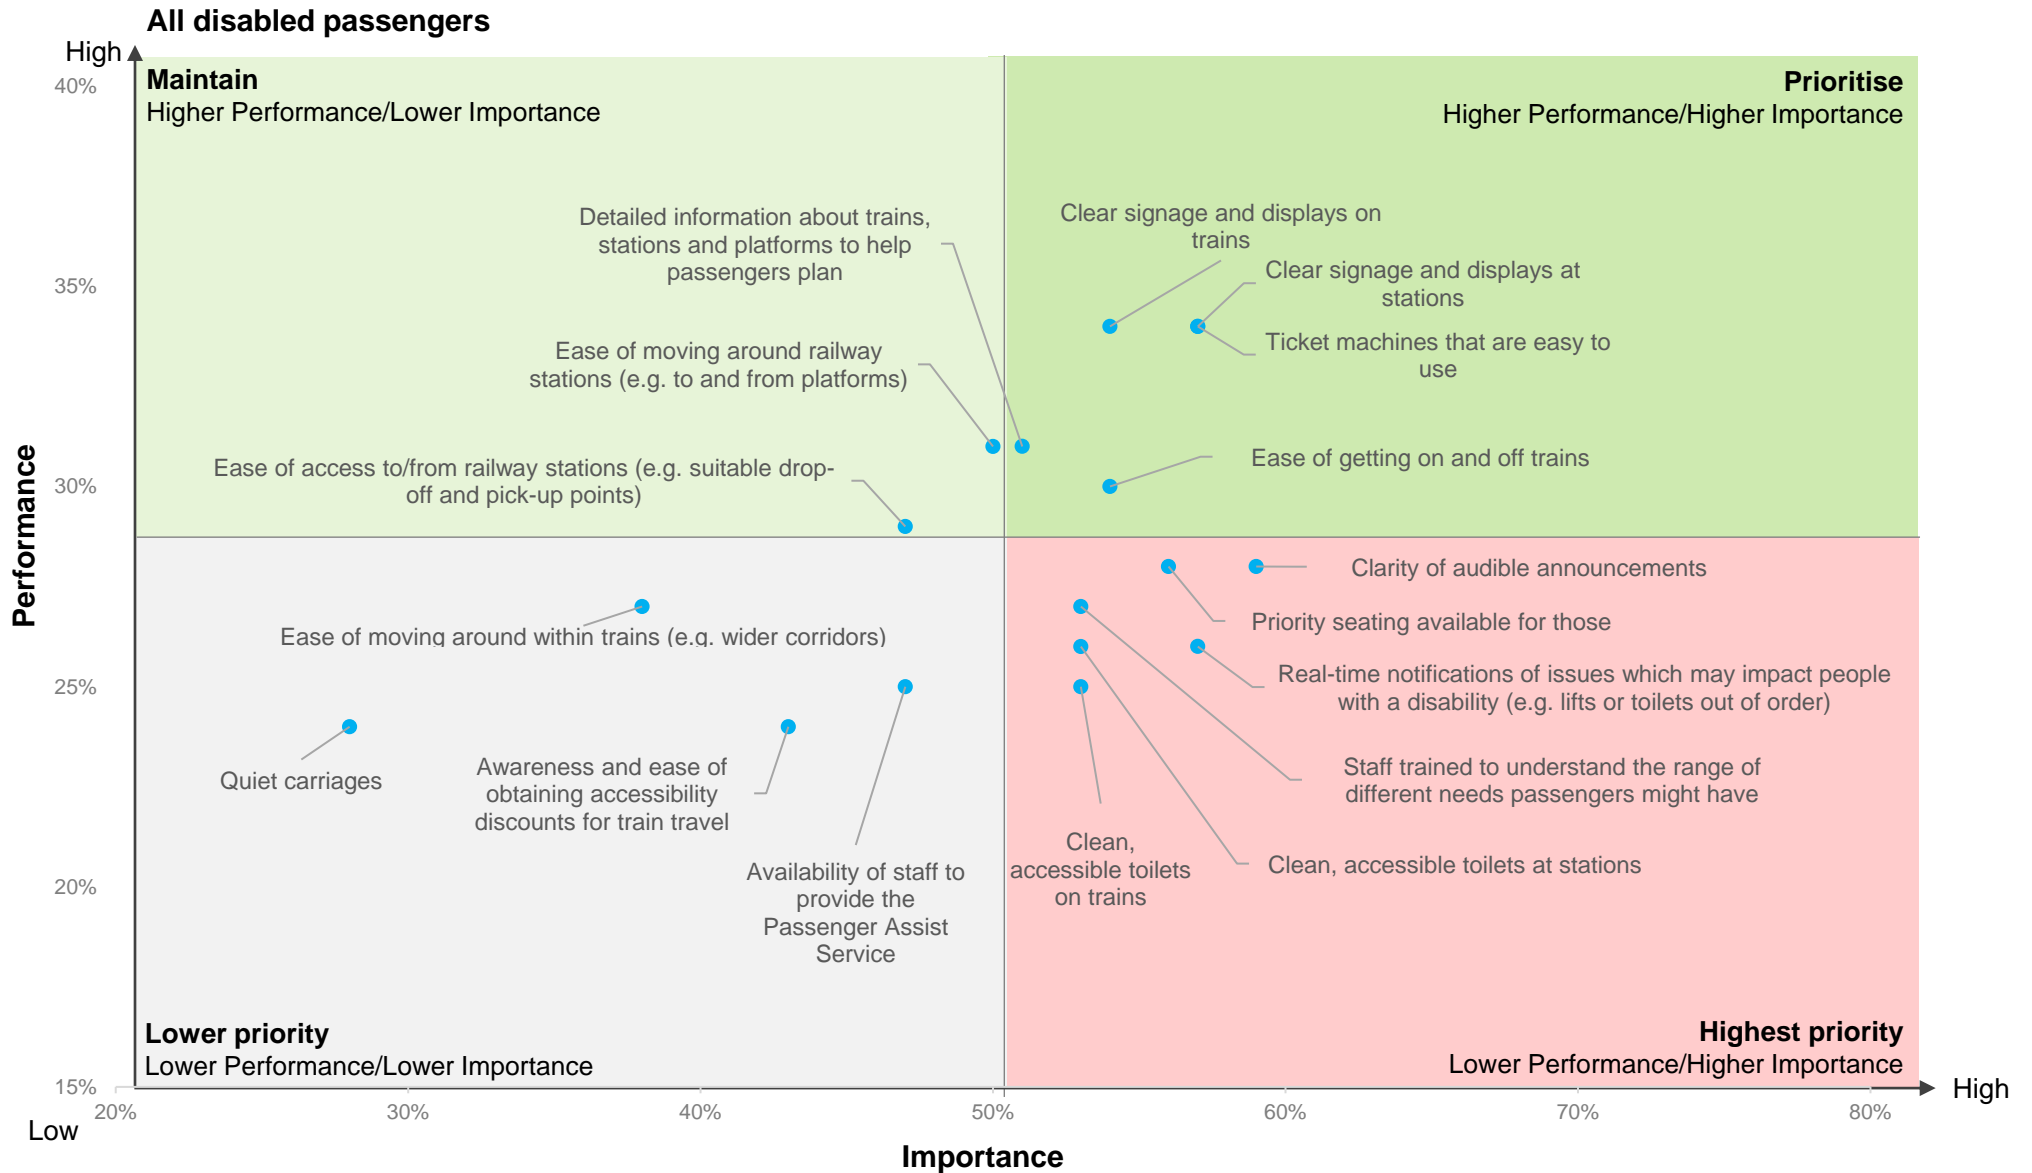 All disabled passengers
High
Maintain
Higher Performance/Lower Importance
Prioritise
Higher Performance/Higher Importance
40%
35%
30%
25%
20%
15%
Performance
Detailed information about trains,
stations and platforms to help
passengers plan
Clear signage and displays on
trains
Clear signage and displays at
stations
Ease of moving around railway
stations (e.g. to and from platforms)
Ticket machines that are easy to
use
Ease of access to/from railway stations (e.g. suitable drop-
off and pick-up points)
Ease of getting on and off trains
Clarity of audible announcements
Ease of moving around within trains (e.g. wider corridors)
Priority seating available for those
Real-time notifications of issues which may impact people
with a disability (e.g. lifts or toilets out of order)
Quiet carriages
Awareness and ease of
obtaining accessibility
discounts for train travel
Staff trained to understand the range of
different needs passengers might have
Availability of staff to
provide the
Passenger Assist
Service
Clean,
accessible toilets
on trains
Clean, accessible toilets at stations
Lower priority
Lower Performance/Lower Importance
Highest priority
Lower Performance/Higher Importance
20%
30%
40%
50%
60%
70%
80%
High
Low
Importance